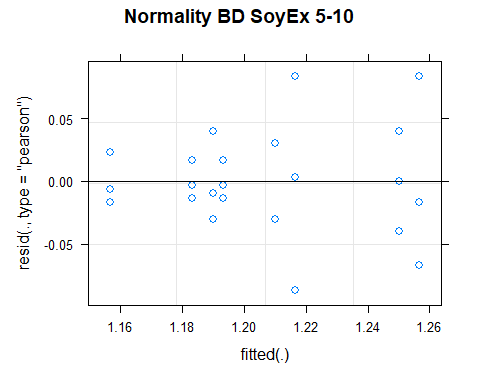 Normality BD SoyEx 5-10
resid(., type = "pearson")
0.05
0.00
-0.05
1.16 1.18 1.20 1.22 1.24 1.26
fitted(.)